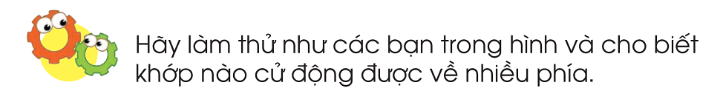 Hãy làm thử như các bạn trong hình và cho biết
khớp nào cử động được về nhiều phía.